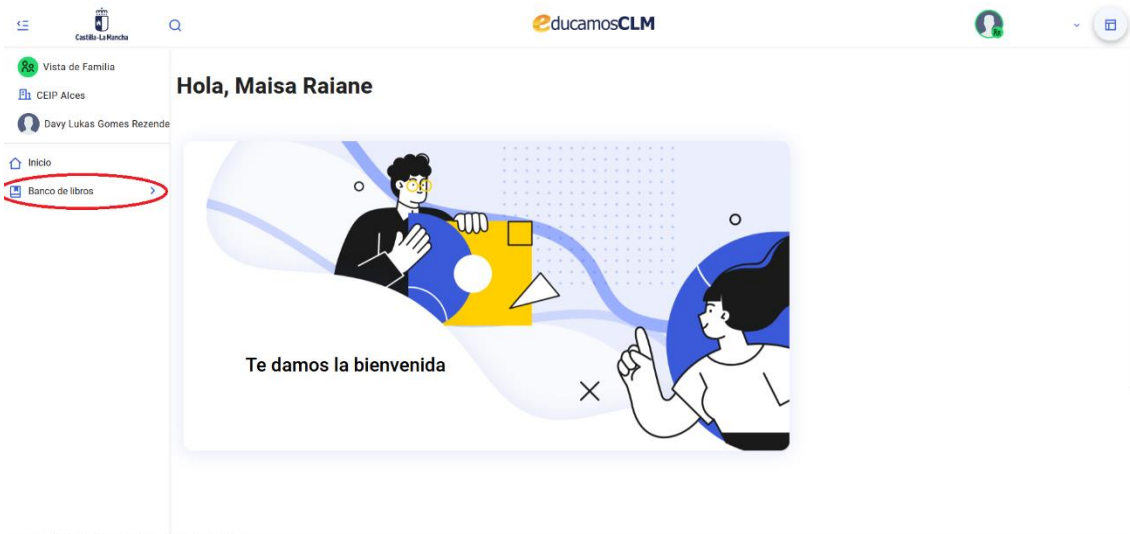 Castilla-La Mancha
educamosCLM
Vista de Familia
CEIP Alces
Davy Lukas Gomes Rezende
Inicio
Banco de libros
Hola, Maisa Raiane
Te damos la bienvenida